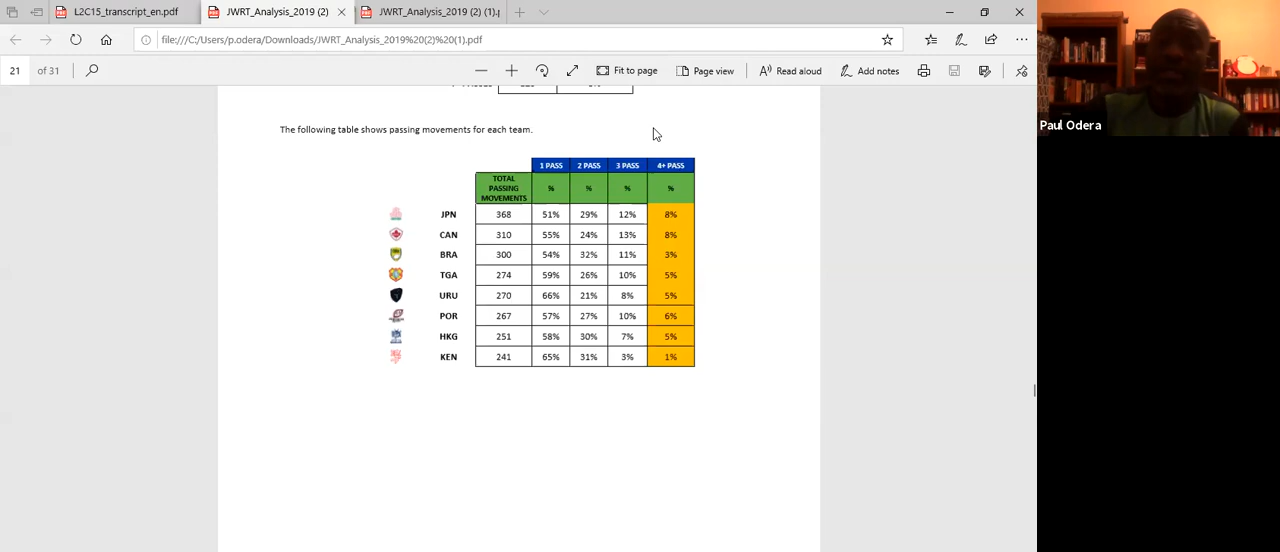 L2C15_transcript_en.pdf
JWRT_Analysis_2019 (2)
JWRT_Analysis_2019 (2) (1).p
file:///C:/Users/p.odera/Downloads/JWRT_Analysis_2019%20(2)%20(1).pdf
21 of 31
Fit to page
Page view
Read aloud
Add notes
Paul Odera
The following table shows passing movements for each team.
1 PASS 2 PASS 3 PASS 4+ PASS
TOTAL
PASSING
MOVEMENTS
% % % %
JPN 368 51% 29% 12% 8%
CAN 310 55% 24% 13% 8%
BRA 300 54% 32% 11% 3%
TGA 274 59% 26% 10% 5%
URU 270 66% 21% 8% 5%
POR 267 57% 27% 10% 6%
HKG 251 58% 30% 7% 5%
KEN 241 65% 31% 3% 1%